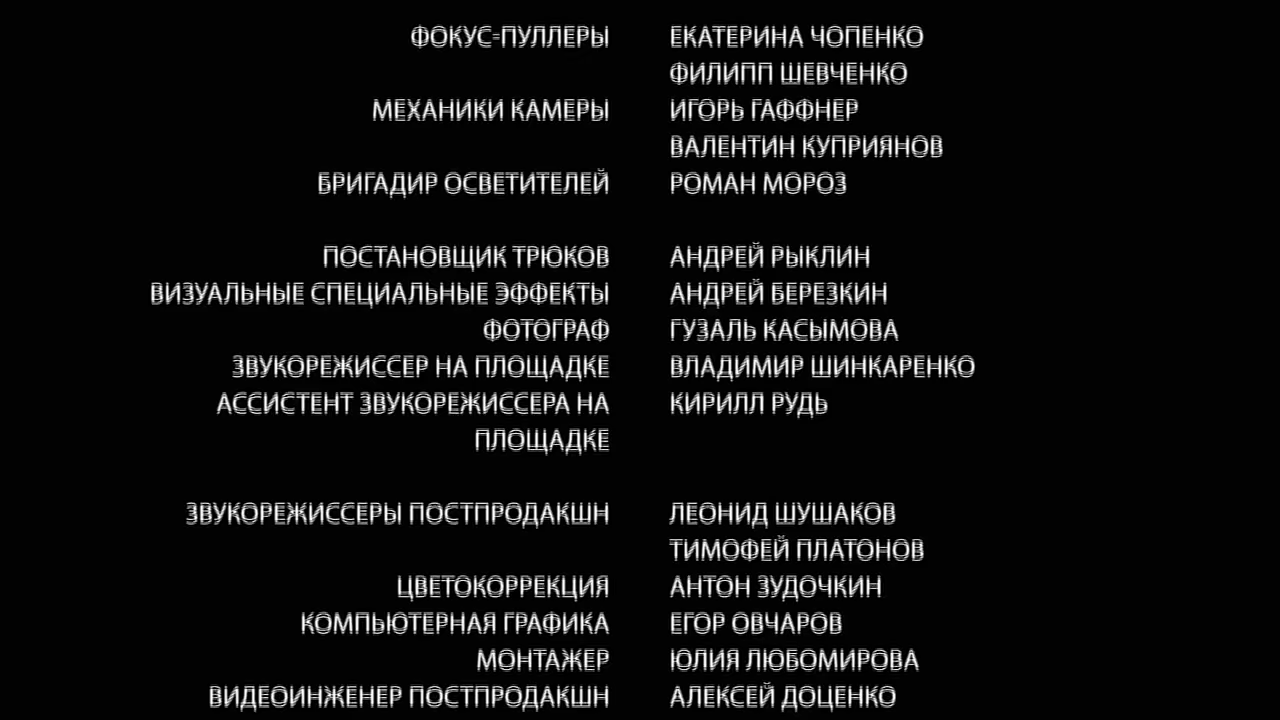 ФОКУС-ПУЛЛЕРЫ ЕКАТЕРИНА ЧОПЕНКО
ФИЛИПП ШЕВЧЕНКО
МЕХАНИКИ КАМЕРЫ ИГОРЬ ГАФФНЕР
ВАЛЕНТИН КУПРИЯНОВ
БРИГАДИР ОСВЕТИТЕЛЕЙ РОМАН МОРОЗ
ПОСТАНОВЩИК ТРЮКОВ АНДРЕЙ РЫКЛИН
ВИЗУАЛЬНЫЕ СПЕЦИАЛЬНЫЕ ЭФФЕКТЫ АНДРЕЙ БЕРЕЗКИН
ФОТОГРАФ ГУЗАЛЬ КАСЫМОВА
ЗВУКОРЕЖИССЕР НА ПЛОЩАДКЕ ВЛАДИМИР ШИНКАРЕНКО
АССИСТЕНТ ЗВУКОРЕЖИССЕРА НА КИРИЛЛ РУДЬ
ПЛОЩАДКЕ
ЗВУКОРЕЖИССЕРЫ ПОСТПРОДАКШН ЛЕОНИД ШУШАКОВ
ТИМОФЕЙ ПЛАТОНОВ
ЦВЕТОКОРРЕКЦИЯ АНТОН ЗУДОЧКИН
КОМПЬЮТЕРНАЯ ГРАФИКА ЕГОР ОВЧАРОВ
МОНТАЖЕР ЮЛИЯ ЛЮБОМИРОВА
ВИДЕОИНЖЕНЕР ПОСТПРОДАКШН АЛЕКСЕЙ ДОЦЕНКО